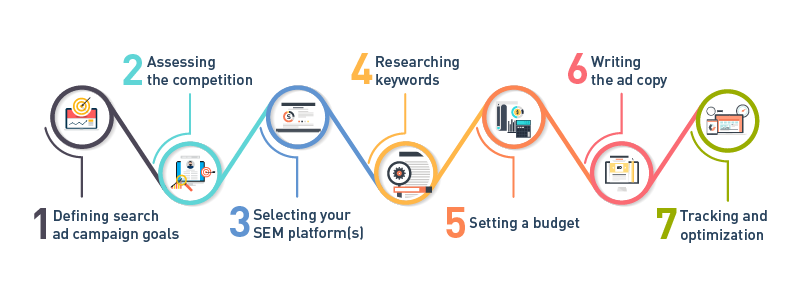 1 Defining search
ad campaign goals
2 Assessing
the competition
3 Selecting your
SEM platform(s)
4 Researching
keywords
5 Setting a budget
6 Writing
the ad copy
7 Tracking and
optimization